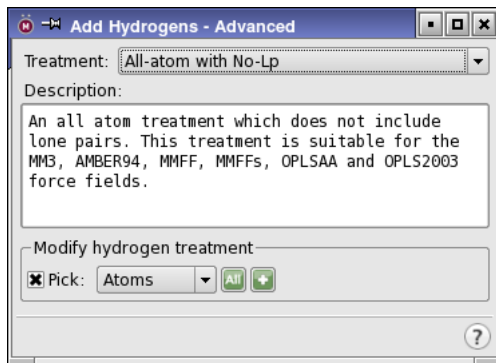 Add Hydrogens - Advanced
Treatment: All-atom with No-Lp
Description:
An all atom treatment which does not include
lone pairs. This treatment is suitable for the
MM3, AMBER94, MMFF, MMFFs, OPLSAA and OPLS2003
force fields.
Modify hydrogen treatment
Pick: Atoms All +
?